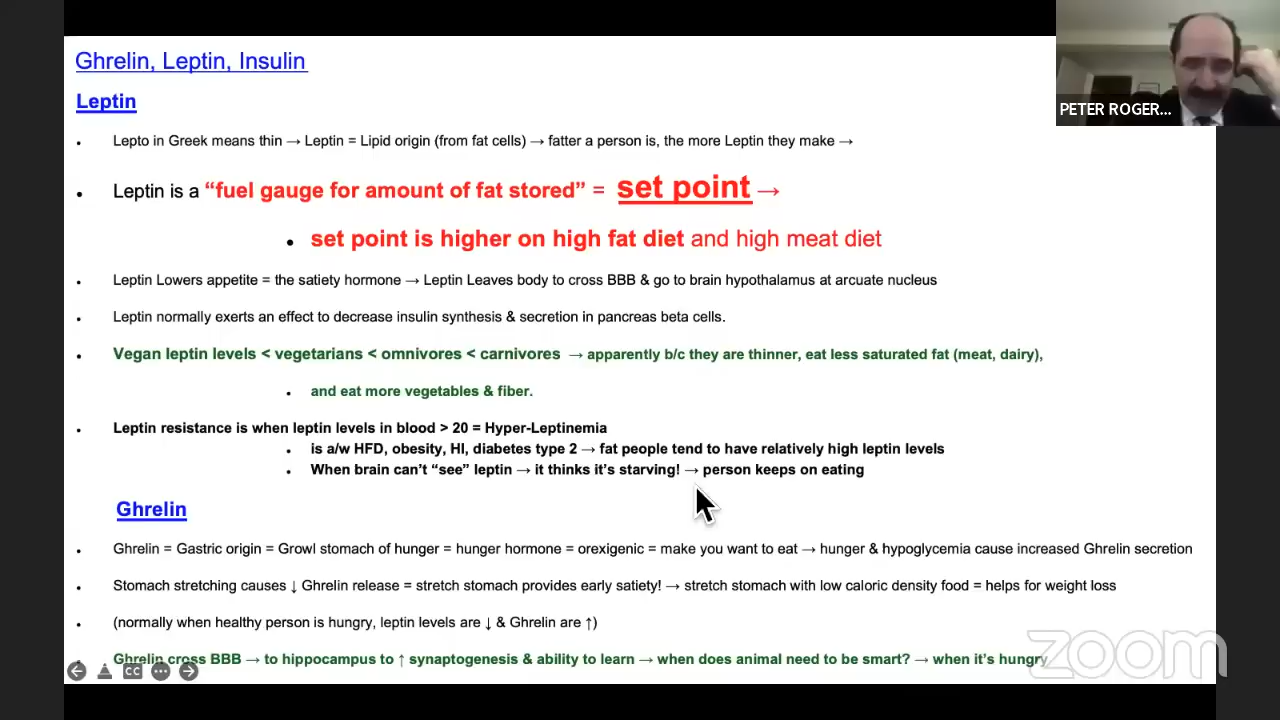 PETER ROGER...
Ghrelin, Leptin, Insulin
Leptin
• Lepto in Greek means thin → Leptin = Lipid origin (from fat cells) → fatter a person is, the more Leptin they make →
• Leptin is a “fuel gauge for amount of fat stored” = set point →
• set point is higher on high fat diet and high meat diet
• Leptin Lowers appetite = the satiety hormone → Leptin Leaves body to cross BBB & go to brain hypothalamus at arcuate nucleus
• Leptin normally exerts an effect to decrease insulin synthesis & secretion in pancreas beta cells.
• Vegan leptin levels < vegetarians < omnivores < carnivores → apparently b/c they are thinner, eat less saturated fat (meat, dairy),
• and eat more vegetables & fiber.
• Leptin resistance is when leptin levels in blood > 20 = Hyper-Leptinemia
• is a/w HFD, obesity, HI, diabetes type 2 → fat people tend to have relatively high leptin levels
• When brain can’t “see” leptin → it thinks it’s starving! → person keeps on eating
Ghrelin
• Ghrelin = Gastric origin = Growl stomach of hunger = hunger hormone = orexigenic = make you want to eat → hunger & hypoglycemia cause increased Ghrelin secretion
• Stomach stretching causes ↓ Ghrelin release = stretch stomach provides early satiety! → stretch stomach with low caloric density food = helps for weight loss
• (normally when healthy person is hungry, leptin levels are ↓ & Ghrelin are ↑)
• Ghrelin cross BBB → to hippocampus to ↑ synaptogenesis & ability to learn → when does animal need to be smart? → when it’s hungry
CC
zoom